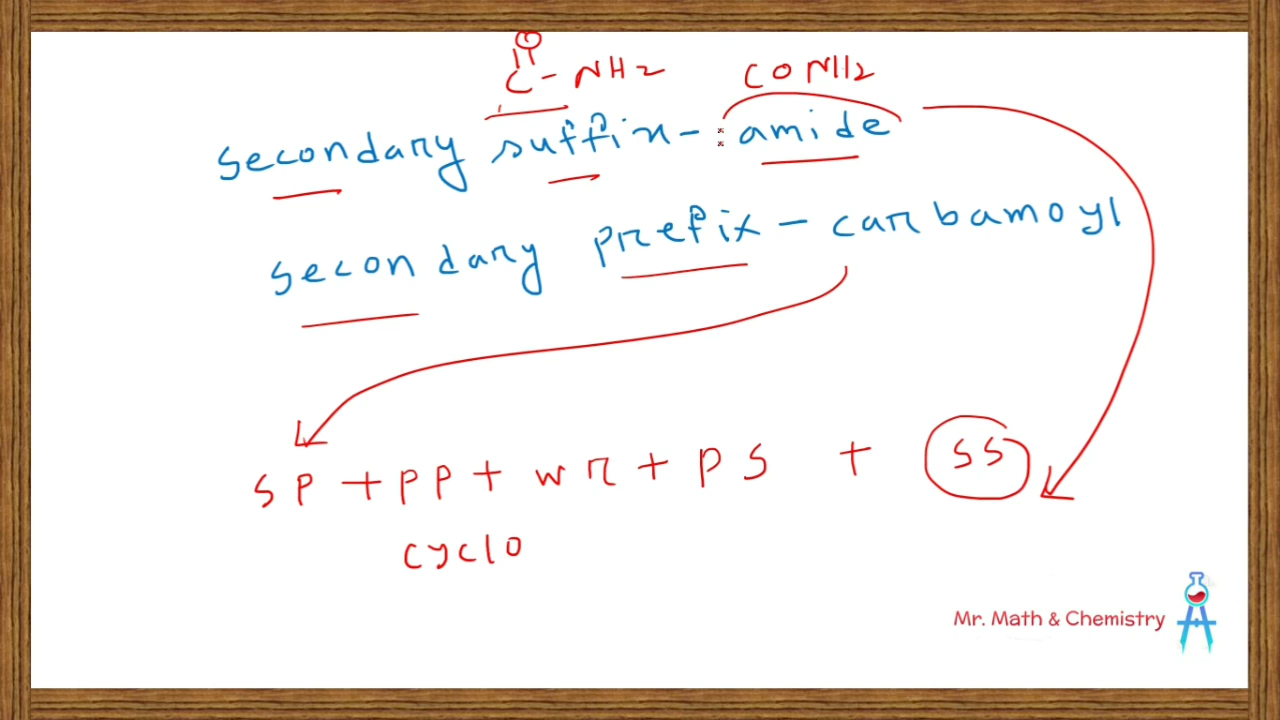 O
C - NH2 CONH2
secondary suffix - : amide
secondary prefix - carbamoyl
SP + PP + wR + PS + SS
cyclo
Mr. Math & Chemistry